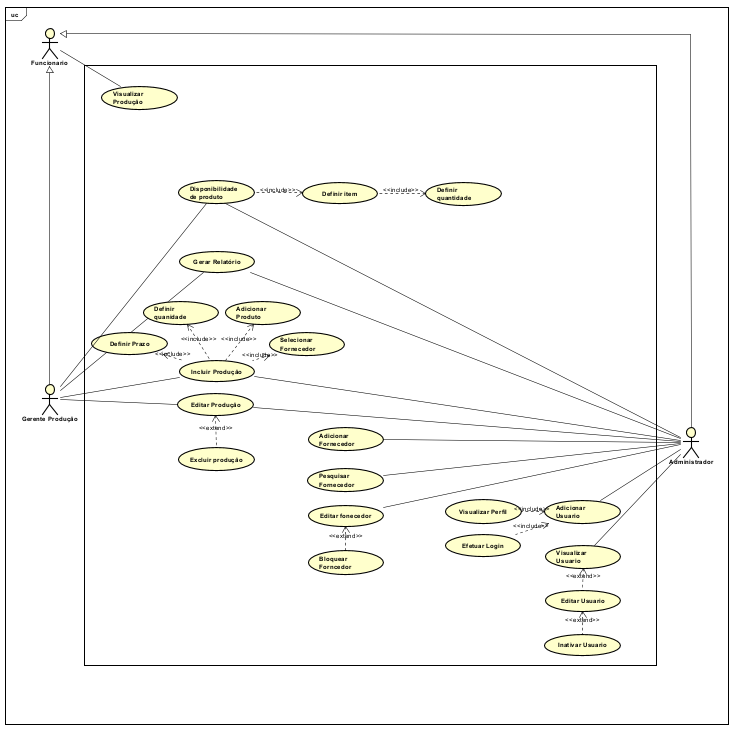 uc
Funcionario
Visualizar
Produção
Disponibilidade
de produto
<<include>>
Definir item
<<include>>
Definir
quantidade
Gerar Relatório
Definir
quanidade
Adicionar
Produto
Definir Prazo
<<include>>
<<include>>
Selecionar
Fornecedor
<<include>>
<<include>>
Incluir Produção
Gerente Produção
Editar Produção
<<extend>>
Excluir produção
Adicionar
Fornecedor
Administrador
Pesquisar
Fornecedor
Editar fonecedor
<<extend>>
Bloquear
Forncedor
Visualizar Perfil
<<include>>
Adicionar
Usuario
<<include>>
Efetuar Login
Visualizar
Usuario
<<extend>>
Editar Usuario
<<extend>>
Inativar Usuario